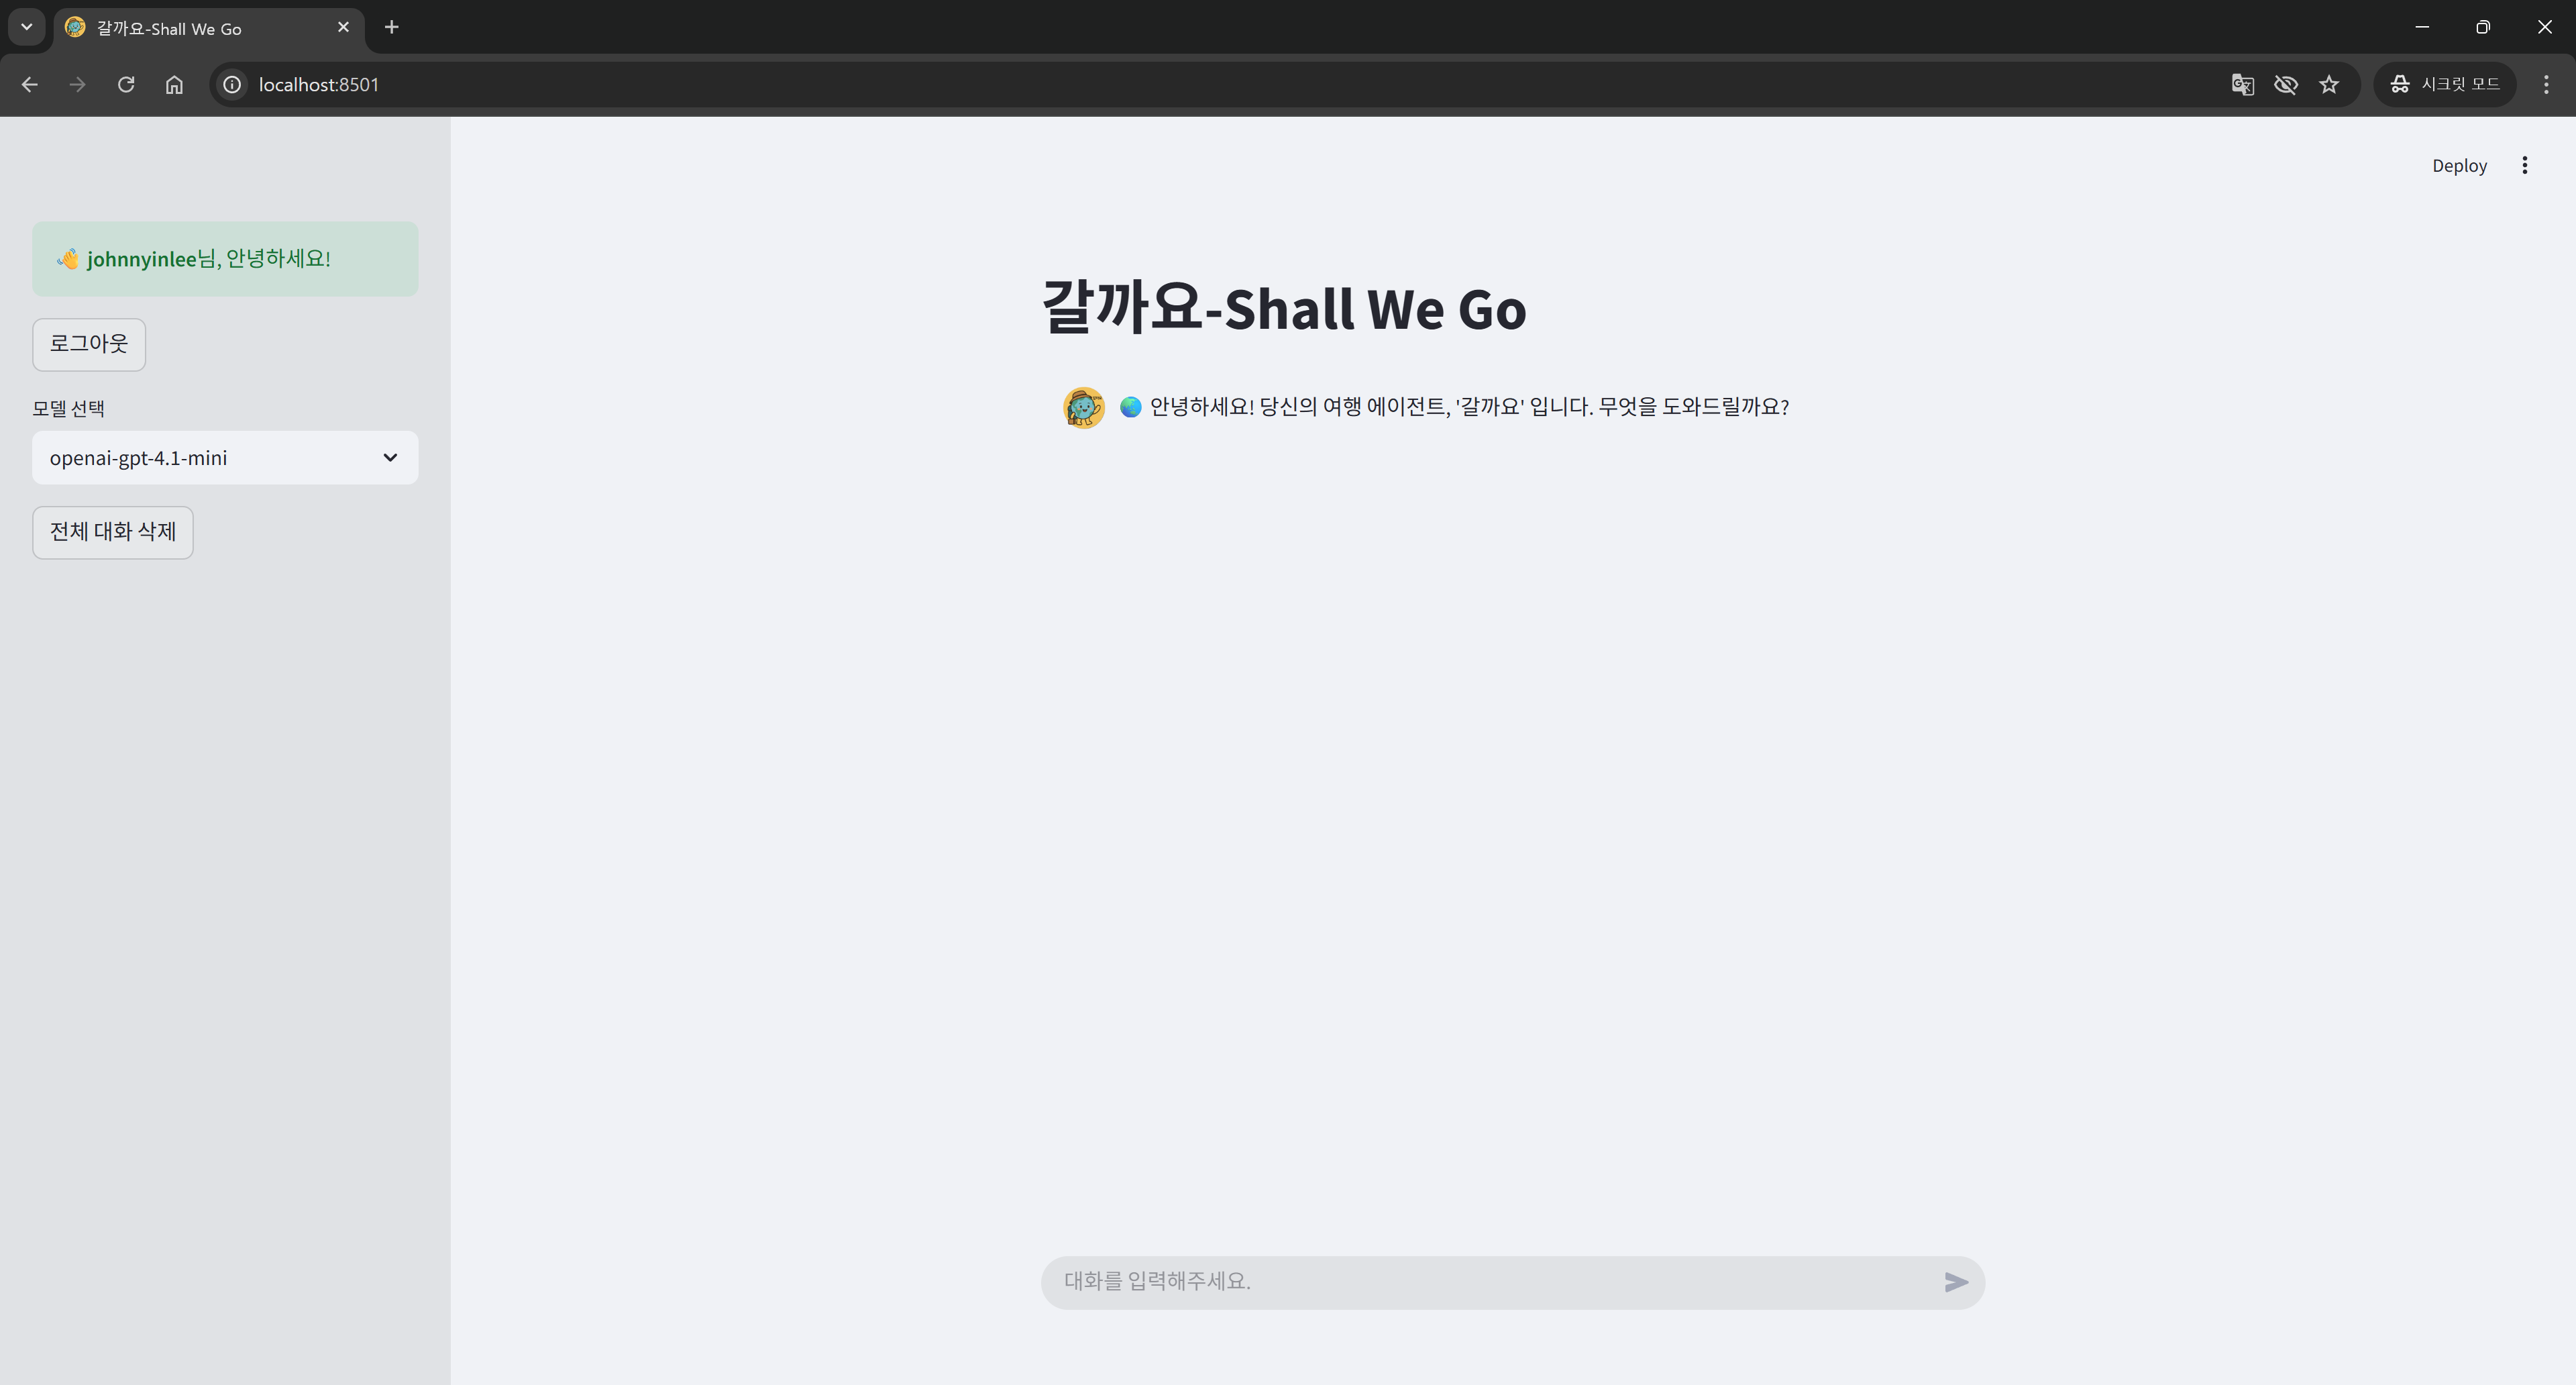 갈까요-Shall We Go
localhost:8501
시크릿 모드
Deploy
👋 johnnyinlee님, 안녕하세요!
로그아웃
모델 선택
openai-gpt-4.1-mini
전체 대화 삭제
갈까요-Shall We Go
🌏 안녕하세요! 당신의 여행 에이전트, '갈까요' 입니다. 무엇을 도와드릴까요?
대화를 입력해주세요.